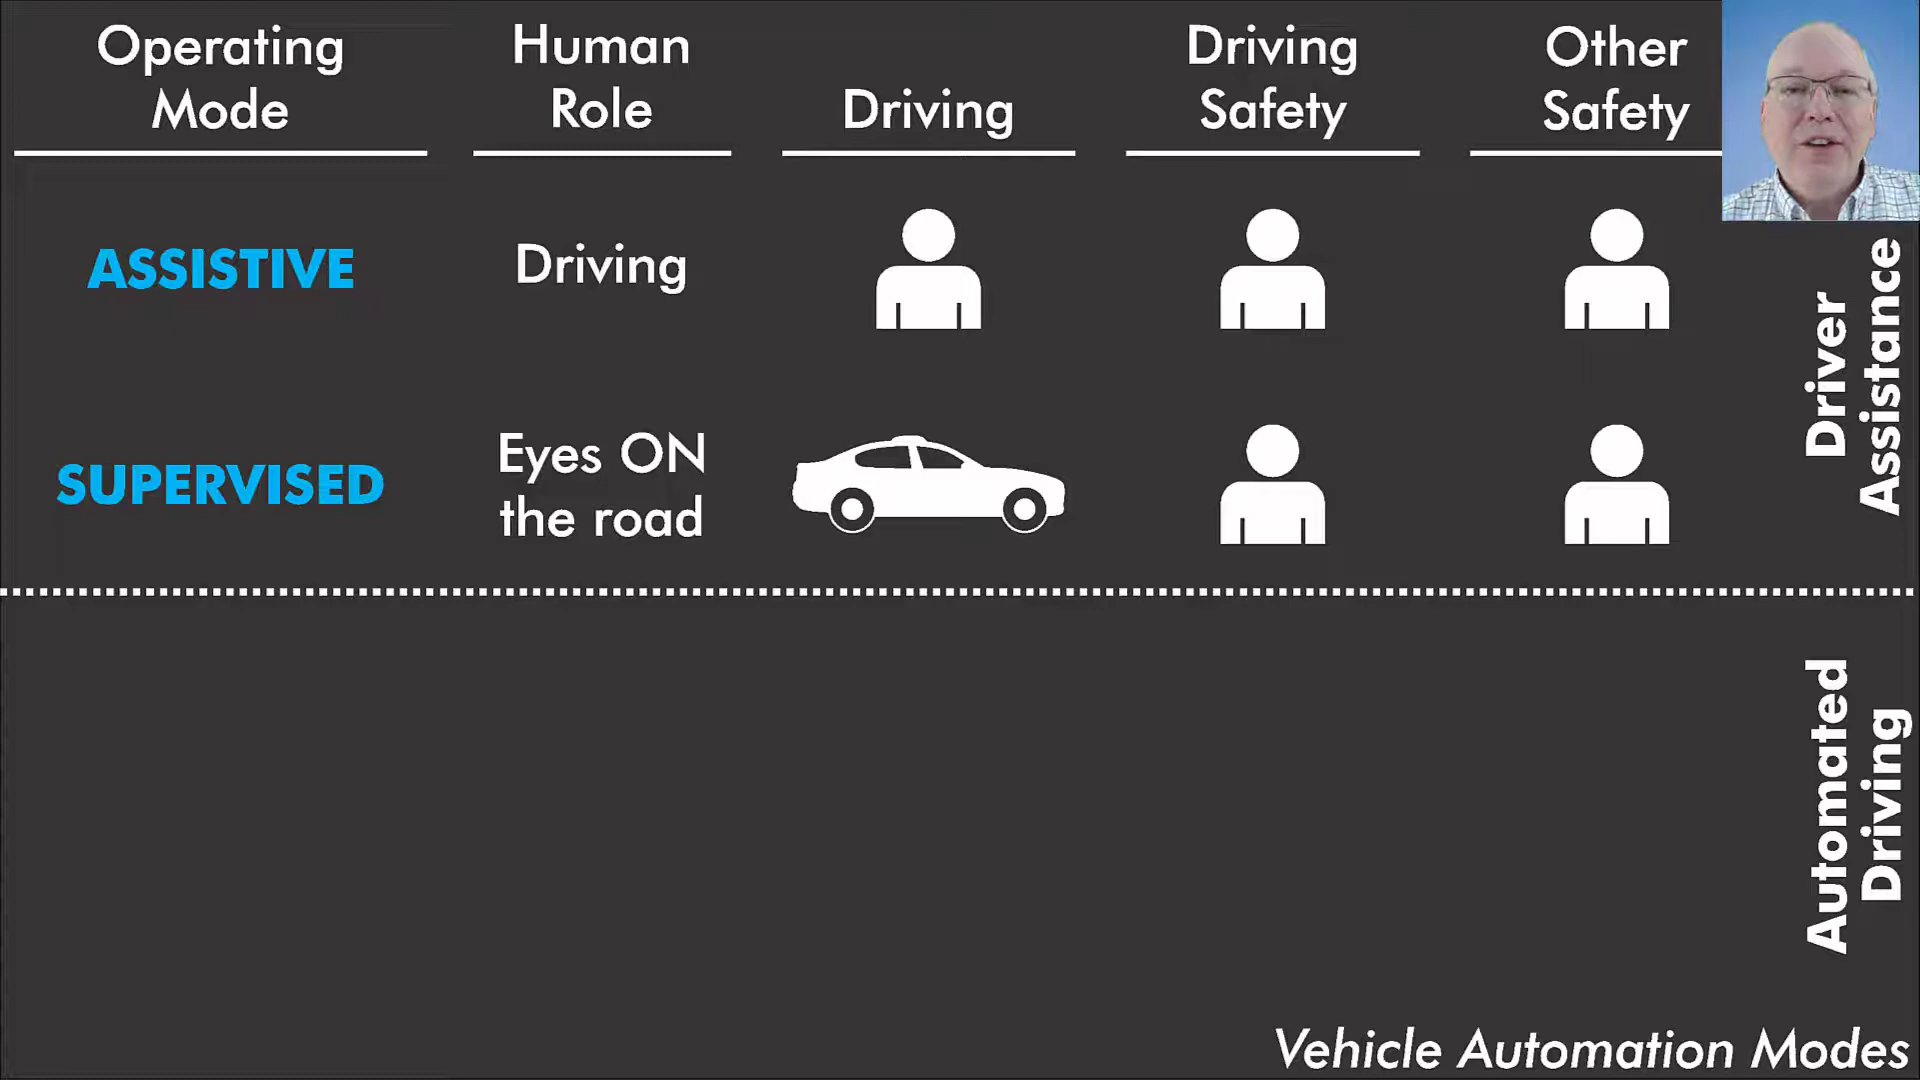 Operating
Mode
Human
Role
Driving
Driving
Safety
Other
Safety
ASSISTIVE
Driving
SUPERVISED
Eyes ON
the road
Driver
Assistance
Automated
Driving
Vehicle Automation Modes